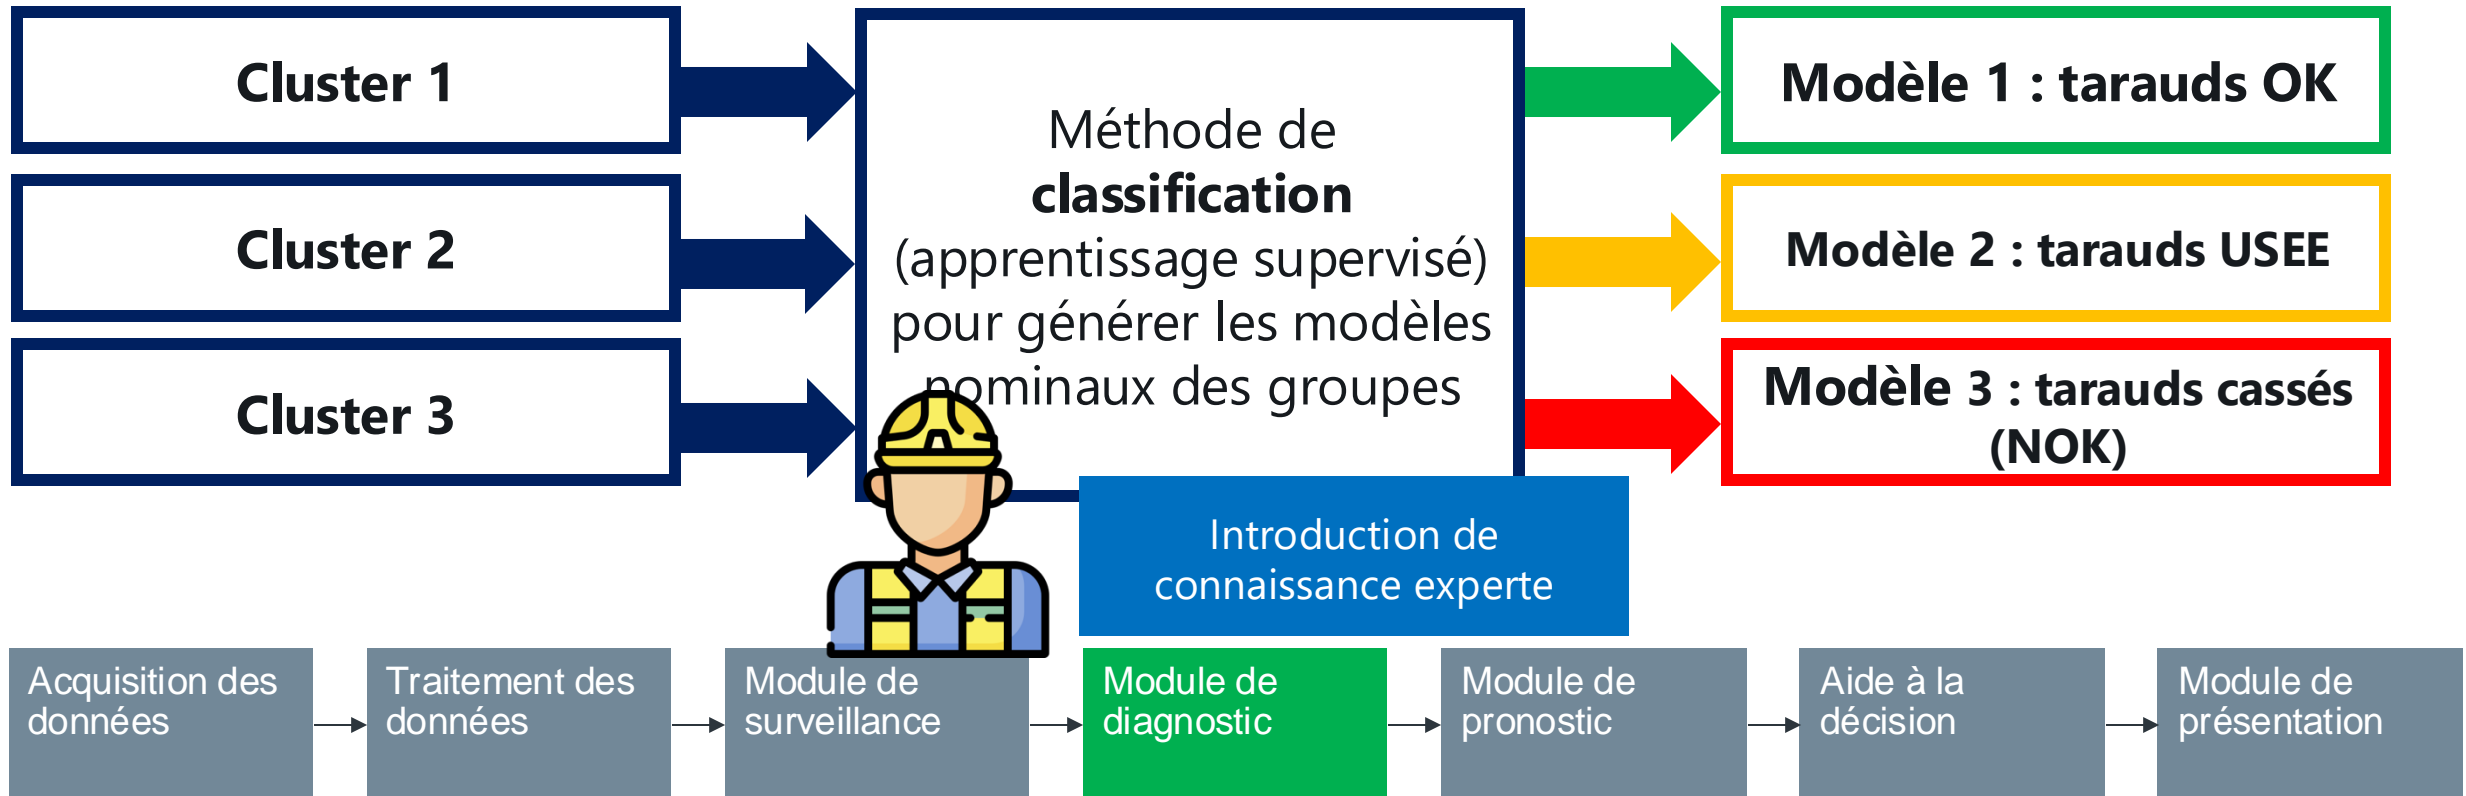 Cluster 1
Cluster 2
Cluster 3
Méthode de
classification
(apprentissage supervisé)
pour générer les modèles
nominaux des groupes
Modèle 1 : tarauds OK
Modèle 2 : tarauds USEE
Modèle 3 : tarauds cassés
(NOK)
Introduction de
connaissance experte
Acquisition des
données
Traitement des
données
Module de
surveillance
Module de
diagnostic
Module de
pronostic
Aide à la
décision
Module de
présentation